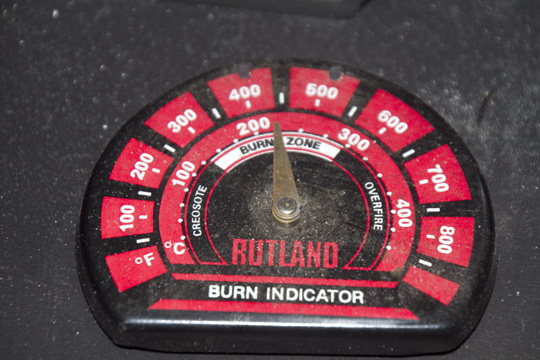 100 200 300 400 500 600 700 800
°F
°C 100 200 300 400
CREOSOTE BURN ZONE OVERFIRE
RUTLAND
BURN INDICATOR